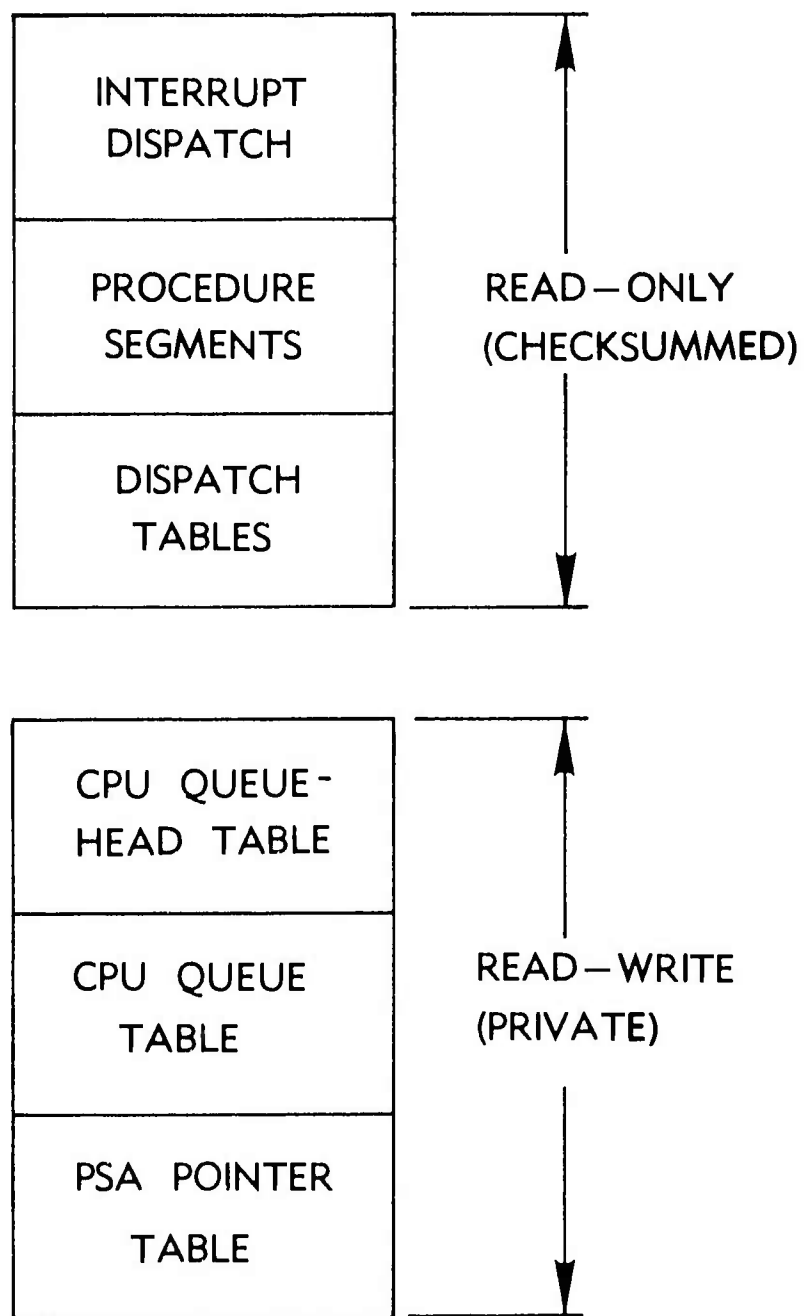 INTERRUPT
DISPATCH
PROCEDURE
SEGMENTS
READ—ONLY
(CHECKSUMMED)
DISPATCH
TABLES
CPU QUEUE-
HEAD TABLE
CPU QUEUE
TABLE
READ—WRITE
(PRIVATE)
PSA POINTER
TABLE